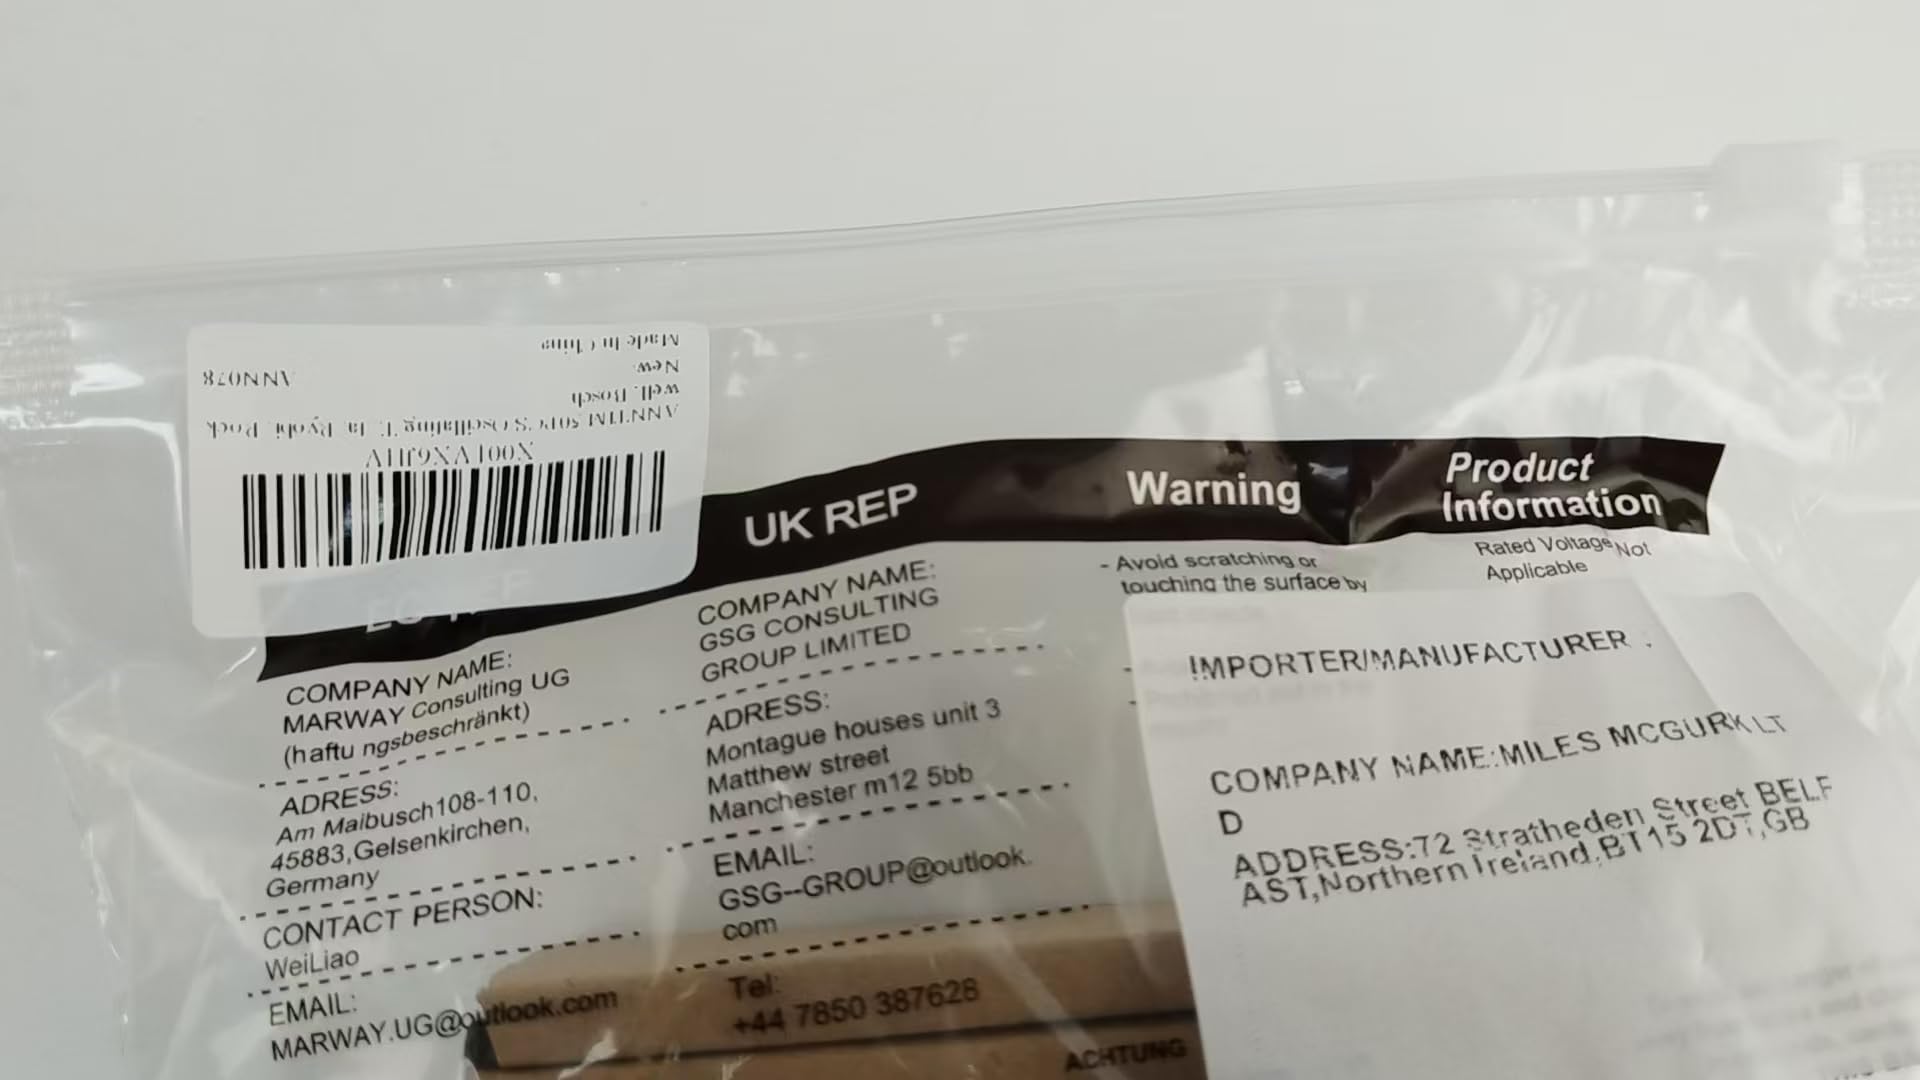 X001VX6JHV
ANNTIM 50PCS Oscillating T. la, Ryobi, Rock
well, Bosch
New
ANN078
Made In China
UK REP
COMPANY NAME:
GSG CONSULTING
GROUP LIMITED
ADRESS:
Montague houses unit 3
Matthew street
Manchester m12 5bb
EMAIL:
GSG--GROUP@outlook.
com
Tel:
+44 7850 387628
COMPANY NAME:
MARWAY Consulting UG
(haftu ngsbeschränkt)
ADRESS:
Am Maibusch108-110,
45883,Gelsenkirchen,
Germany
CONTACT PERSON:
WeiLiao
EMAIL:
MARWAY.UG@outlook.com
Warning
- Avoid scratching or
touching the surface by
Product
Information
Rated Voltage Not
Applicable
IMPORTER/MANUFACTURER :
COMPANY NAME:MILES MCGURK LT
D
ADDRESS:72 Stratheden Street BELF
AST,Northern Ireland,BT15 2DT,GB
ACHTUNG